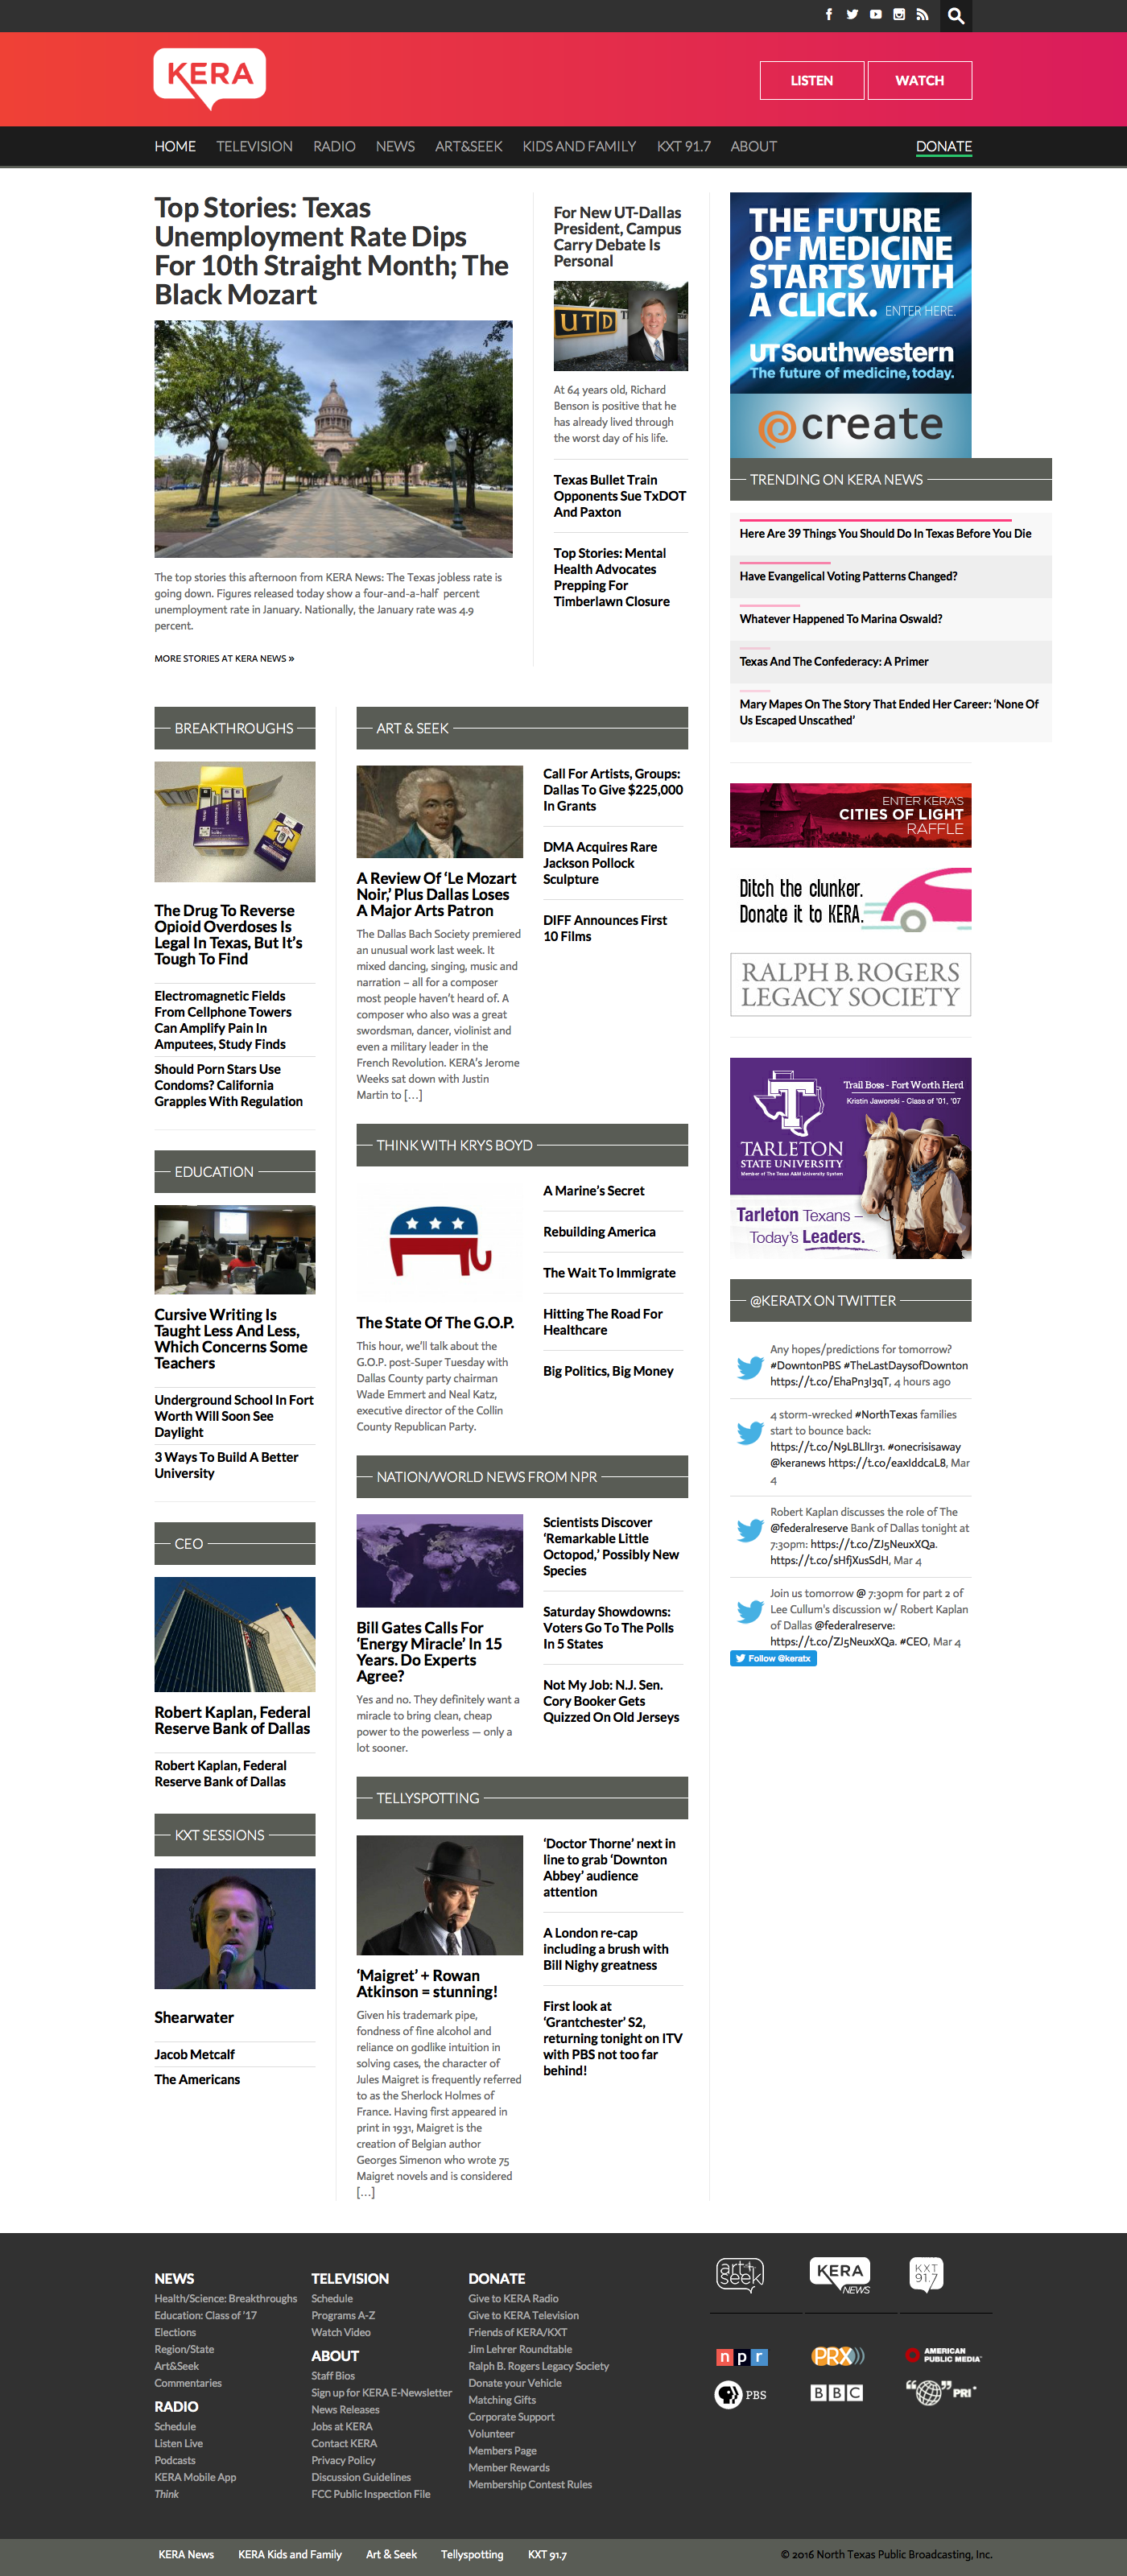 KERA
LISTEN
WATCH
HOME
TELEVISION
RADIO
NEWS
ART&SEEK
KIDS AND FAMILY
KXT 91.7
ABOUT
DONATE
Top Stories: Texas
Unemployment Rate Dips
For 10th Straight Month; The
Black Mozart
The top stories this afternoon from KERA News: The Texas jobless rate is
going down. Figures released today show a four-and-a-half percent
unemployment rate in January. Nationally, the January rate was 4.9
percent.
MORE STORIES AT KERA NEWS »
For New UT-Dallas
President, Campus
Carry Debate Is
Personal
UTD
At 64 years old, Richard
Benson is positive that he
has already lived through
the worst day of his life.
Texas Bullet Train
Opponents Sue TxDOT
And Paxton
Top Stories: Mental
Health Advocates
Prepping For
Timberlawn Closure
THE FUTURE
OF MEDICINE
STARTS WITH
A CLICK. ENTER HERE.
UTSouthwestern
The future of medicine, today.
create
TRENDING ON KERA NEWS
Here Are 39 Things You Should Do In Texas Before You Die
Have Evangelical Voting Patterns Changed?
Whatever Happened To Marina Oswald?
Texas And The Confederacy: A Primer
Mary Mapes On The Story That Ended Her Career: ‘None Of
Us Escaped Unscathed’
BREAKTHROUGHS
The Drug To Reverse
Opioid Overdoses Is
Legal In Texas, But It’s
Tough To Find
Electromagnetic Fields
From Cellphone Towers
Can Amplify Pain In
Amputees, Study Finds
Should Porn Stars Use
Condoms? California
Grapples With Regulation
EDUCATION
Cursive Writing Is
Taught Less And Less,
Which Concerns Some
Teachers
Underground School In Fort
Worth Will Soon See
Daylight
3 Ways To Build A Better
University
CEO
Robert Kaplan, Federal
Reserve Bank of Dallas
Robert Kaplan, Federal
Reserve Bank of Dallas
KXT SESSIONS
Shearwater
Jacob Metcalf
The Americans
ART & SEEK
A Review Of ‘Le Mozart
Noir,’ Plus Dallas Loses
A Major Arts Patron
The Dallas Bach Society premiered
an unusual work last week. It
mixed dancing, singing, music and
narration – all for a composer
most people haven’t heard of. A
composer who also was a great
swordsman, dancer, violinist and
even a military leader in the
French Revolution. KERA’s Jerome
Weeks sat down with Justin
Martin to […]
Call For Artists, Groups:
Dallas To Give $225,000
In Grants
DMA Acquires Rare
Jackson Pollock
Sculpture
DIFF Announces First
10 Films
THINK WITH KRYS BOYD
The State Of The G.O.P.
This hour, we’ll talk about the
G.O.P. post-Super Tuesday with
Dallas County party chairman
Wade Emmert and Neal Katz,
executive director of the Collin
County Republican Party.
A Marine’s Secret
Rebuilding America
The Wait To Immigrate
Hitting The Road For
Healthcare
Big Politics, Big Money
NATION/WORLD NEWS FROM NPR
Bill Gates Calls For
‘Energy Miracle’ In 15
Years. Do Experts
Agree?
Yes and no. They definitely want a
miracle to bring clean, cheap
power to the powerless — only a
lot sooner.
Scientists Discover
‘Remarkable Little
Octopod,’ Possibly New
Species
Saturday Showdowns:
Voters Go To The Polls
In 5 States
Not My Job: N.J. Sen.
Cory Booker Gets
Quizzed On Old Jerseys
TELLYSPOTTING
‘Maigret’ + Rowan
Atkinson = stunning!
Given his trademark pipe,
fondness of fine alcohol and
reliance on godlike intuition in
solving cases, the character of
Jules Maigret is frequently referred
to as the Sherlock Holmes of
France. Having first appeared in
print in 1931, Maigret is the
creation of Belgian author
Georges Simenon who wrote 75
Maigret novels and is considered
[…]
‘Doctor Thorne’ next in
line to grab ‘Downton
Abbey’ audience
attention
A London re-cap
including a brush with
Bill Nighy greatness
First look at
‘Grantchester’ S2,
returning tonight on ITV
with PBS not too far
behind!
ENTER KERA'S
CITIES OF LIGHT
RAFFLE
Ditch the clunker.
Donate it to KERA.
RALPH B. ROGERS
LEGACY SOCIETY
Trail Boss - Fort Worth Herd
Kristin Jaworski - Class of '01, '07
TARLETON
STATE UNIVERSITY
Member of The Texas A&M University System
Tarleton Texans –
Today's Leaders.
@KERATX ON TWITTER
Any hopes/predictions for tomorrow?
#DowntonPBS #TheLastDaysofDownton
https://t.co/EhaPn3l3qT, 4 hours ago
4 storm-wrecked #NorthTexas families
start to bounce back:
https://t.co/N9LBLlIr31. #onecrisisaway
@keranews https://t.co/eaxIddcaL8, Mar
4
Robert Kaplan discusses the role of The
@federalreserve Bank of Dallas tonight at
7:30pm: https://t.co/ZJ5NeuxXQa.
https://t.co/sHfjXusSdH, Mar 4
Join us tomorrow @ 7:30pm for part 2 of
Lee Cullum's discussion w/ Robert Kaplan
of Dallas @federalreserve:
https://t.co/ZJ5NeuxXQa. #CEO, Mar 4
Follow @keratx
NEWS
Health/Science: Breakthroughs
Education: Class of '17
Elections
Region/State
Art&Seek
Commentaries
RADIO
Schedule
Listen Live
Podcasts
KERA Mobile App
Think
TELEVISION
Schedule
Programs A-Z
Watch Video
ABOUT
Staff Bios
Sign up for KERA E-Newsletter
News Releases
Jobs at KERA
Contact KERA
Privacy Policy
Discussion Guidelines
FCC Public Inspection File
DONATE
Give to KERA Radio
Give to KERA Television
Friends of KERA/KXT
Jim Lehrer Roundtable
Ralph B. Rogers Legacy Society
Donate your Vehicle
Matching Gifts
Corporate Support
Volunteer
Members Page
Member Rewards
Membership Contest Rules
art&seek
KERA NEWS
KXT 91.7
npr
PRX
AMERICAN PUBLIC MEDIA
PBS
BBC
PRI
KERA News
KERA Kids and Family
Art & Seek
Tellyspotting
KXT 91.7
© 2016 North Texas Public Broadcasting, Inc.